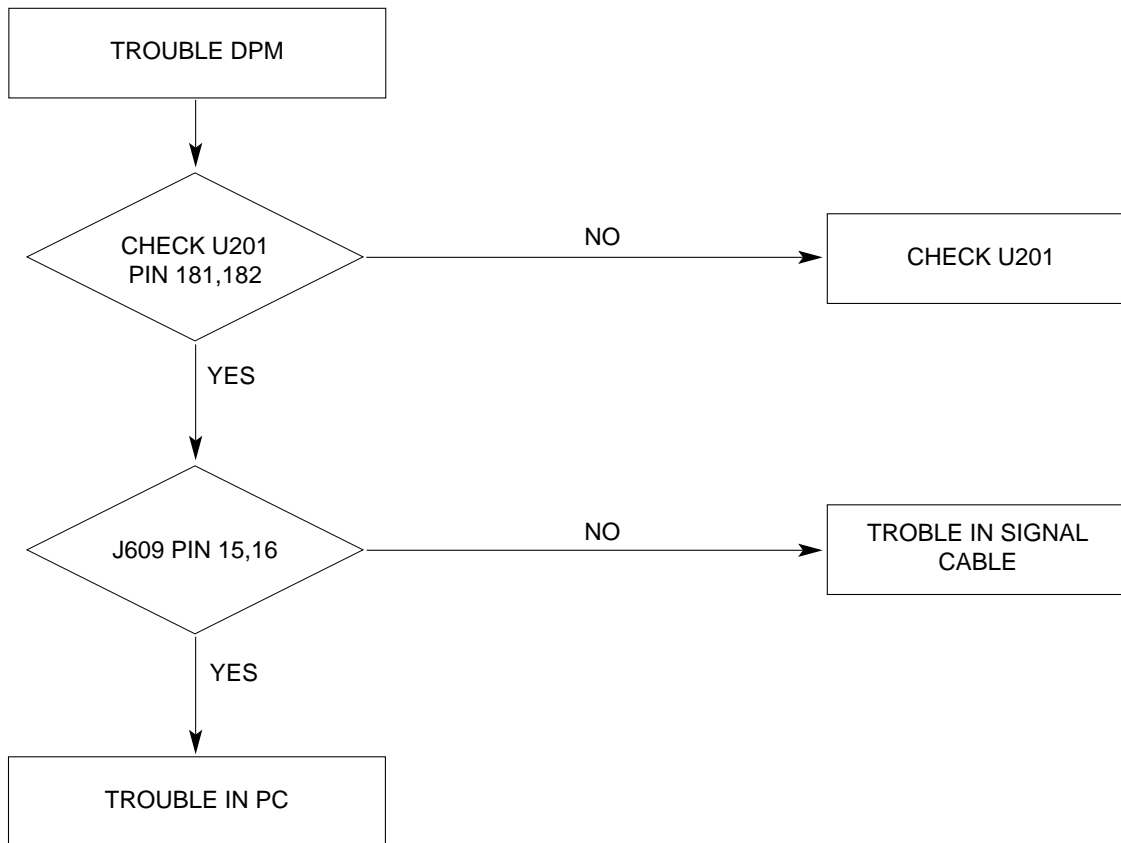 TROUBLE DPM
CHECK U201
PIN 181,182
NO
CHECK U201
YES
J609 PIN 15,16
NO
TROBLE IN SIGNAL
CABLE
YES
TROUBLE IN PC